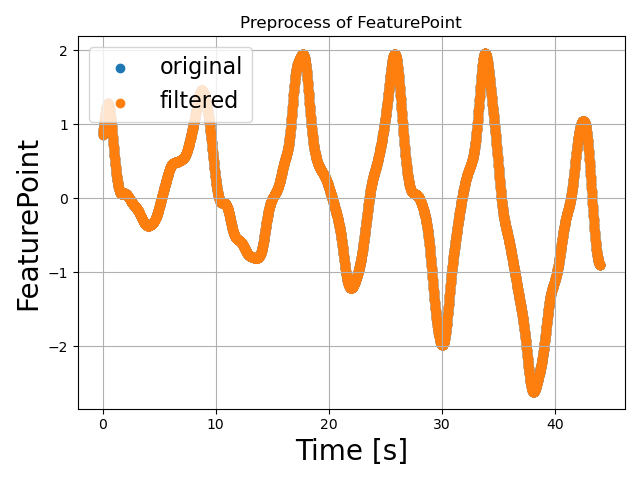 Preprocess of FeaturePoint
original
filtered
FeaturePoint
2
1
0
−1
−2
0 10 20 30 40
Time [s]